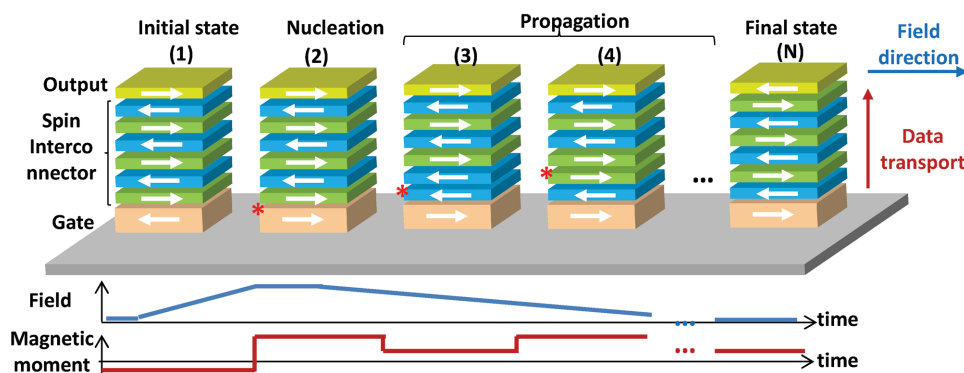 Initial state
(1)
Nucleation
(2)
Propagation
(3)
(4)
Final state
(N)
Field
direction
Output
Spin
Interco
nnector
Gate
Data
transport
*
*
*
...
Field
...
time
Magnetic
moment
...
time